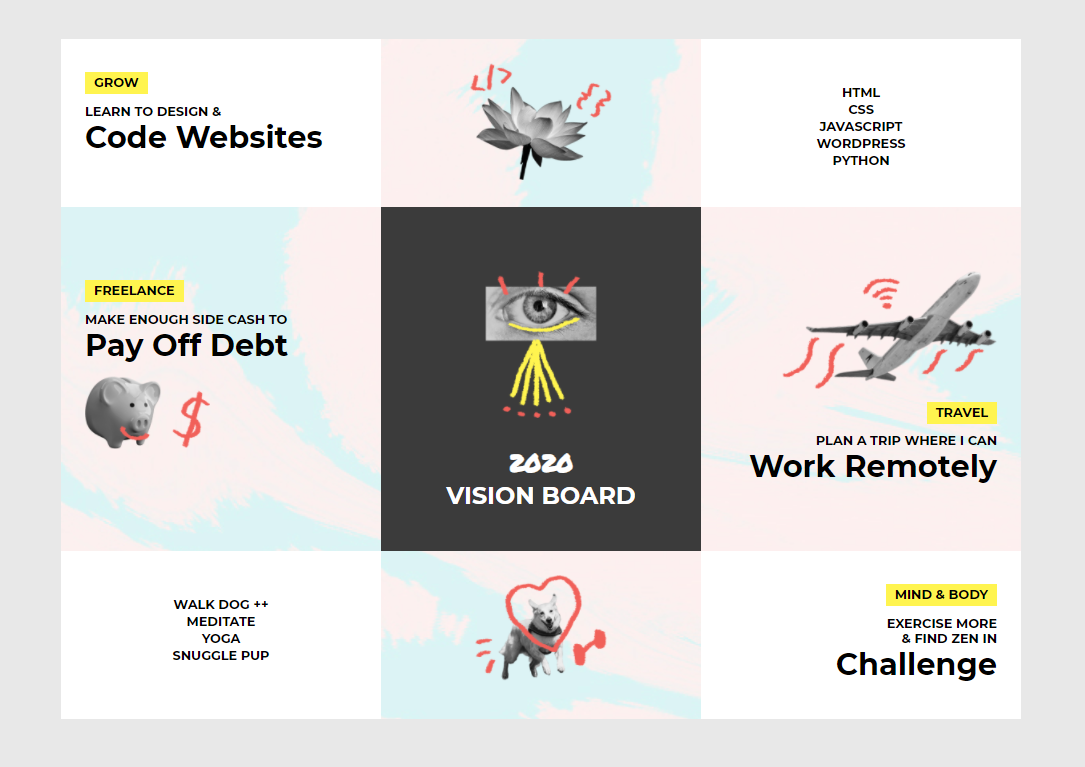 GROW
LEARN TO DESIGN &
Code Websites
</>
{}
HTML
CSS
JAVASCRIPT
WORDPRESS
PYTHON
FREELANCE
MAKE ENOUGH SIDE CASH TO
Pay Off Debt
$
2020
VISION BOARD
TRAVEL
PLAN A TRIP WHERE I CAN
Work Remotely
WALK DOG ++
MEDITATE
YOGA
SNUGGLE PUP
MIND & BODY
EXERCISE MORE
& FIND ZEN IN
Challenge